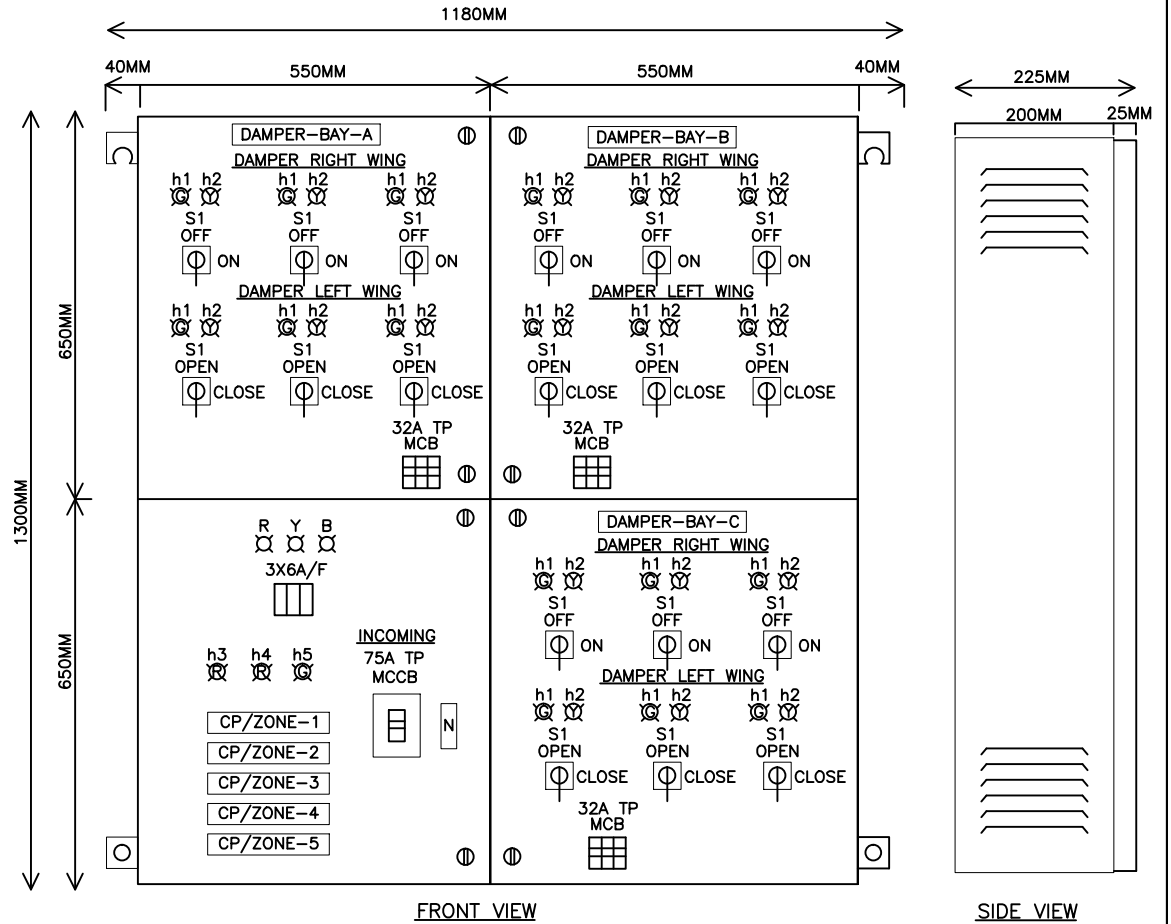 1180MM
40MM 550MM 550MM 40MM
225MM
200MM 25MM
1300MM
650MM
650MM
DAMPER-BAY-A
DAMPER RIGHT WING
h1 h2 h1 h2 h1 h2
G Y G Y G Y
S1 S1 S1
OFF OFF OFF
ON ON ON
DAMPER LEFT WING
h1 h2 h1 h2 h1 h2
G Y G Y G Y
S1 S1 S1
OPEN OPEN OPEN
CLOSE CLOSE CLOSE
32A TP
MCB
DAMPER-BAY-B
DAMPER RIGHT WING
h1 h2 h1 h2 h1 h2
G Y G Y G Y
S1 S1 S1
OFF OFF OFF
ON ON ON
DAMPER LEFT WING
h1 h2 h1 h2 h1 h2
G Y G Y G Y
S1 S1 S1
OPEN OPEN OPEN
CLOSE CLOSE CLOSE
32A TP
MCB
R Y B
3X6A/F
h3 h4 h5
R R G
INCOMING
75A TP
MCCB
N
CP/ZONE-1
CP/ZONE-2
CP/ZONE-3
CP/ZONE-4
CP/ZONE-5
DAMPER-BAY-C
DAMPER RIGHT WING
h1 h2 h1 h2 h1 h2
G Y G Y G Y
S1 S1 S1
OFF OFF OFF
ON ON ON
DAMPER LEFT WING
h1 h2 h1 h2 h1 h2
G Y G Y G Y
S1 S1 S1
OPEN OPEN OPEN
CLOSE CLOSE CLOSE
32A TP
MCB
FRONT VIEW
SIDE VIEW